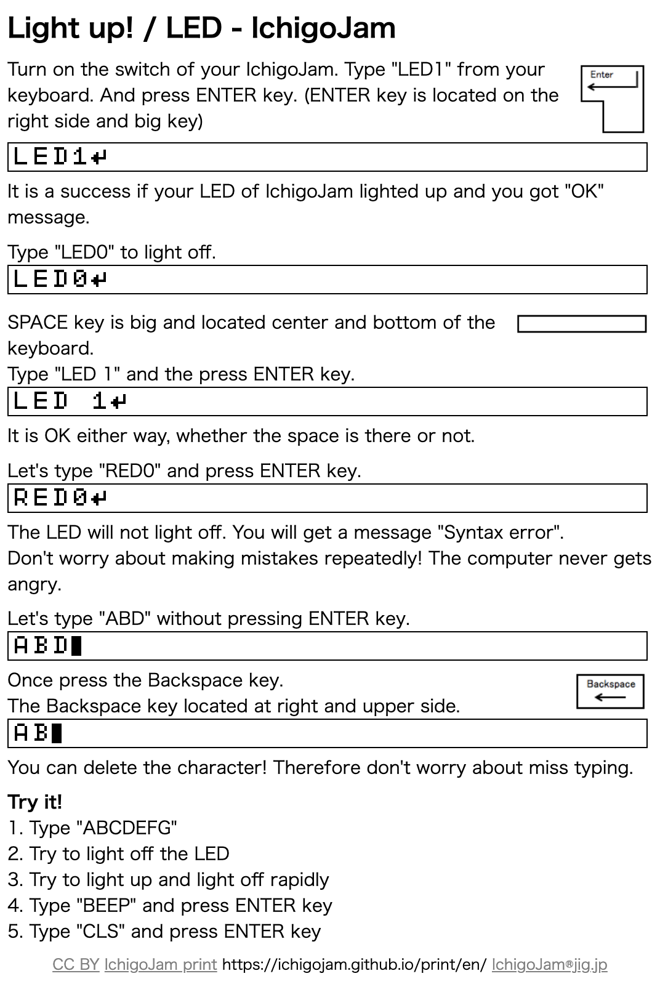 Light up! / LED - IchigoJam
Turn on the switch of your IchigoJam. Type "LED1" from your
keyboard. And press ENTER key. (ENTER key is located on the
right side and big key)
Enter
LED1↵
It is a success if your LED of IchigoJam lighted up and you got "OK"
message.
Type "LED0" to light off.
LED0↵
SPACE key is big and located center and bottom of the
keyboard.
Type "LED 1" and the press ENTER key.
LED 1↵
It is OK either way, whether the space is there or not.
Let's type "RED0" and press ENTER key.
RED0↵
The LED will not light off. You will get a message "Syntax error".
Don't worry about making mistakes repeatedly! The computer never gets
angry.
Let's type "ABD" without pressing ENTER key.
ABD
Once press the Backspace key.
The Backspace key located at right and upper side.
Backspace
AB
You can delete the character! Therefore don't worry about miss typing.
Try it!
1. Type "ABCDEFG"
2. Try to light off the LED
3. Try to light up and light off rapidly
4. Type "BEEP" and press ENTER key
5. Type "CLS" and press ENTER key
CC BY IchigoJam print https://ichigojam.github.io/print/en/ IchigoJam®jig.jp